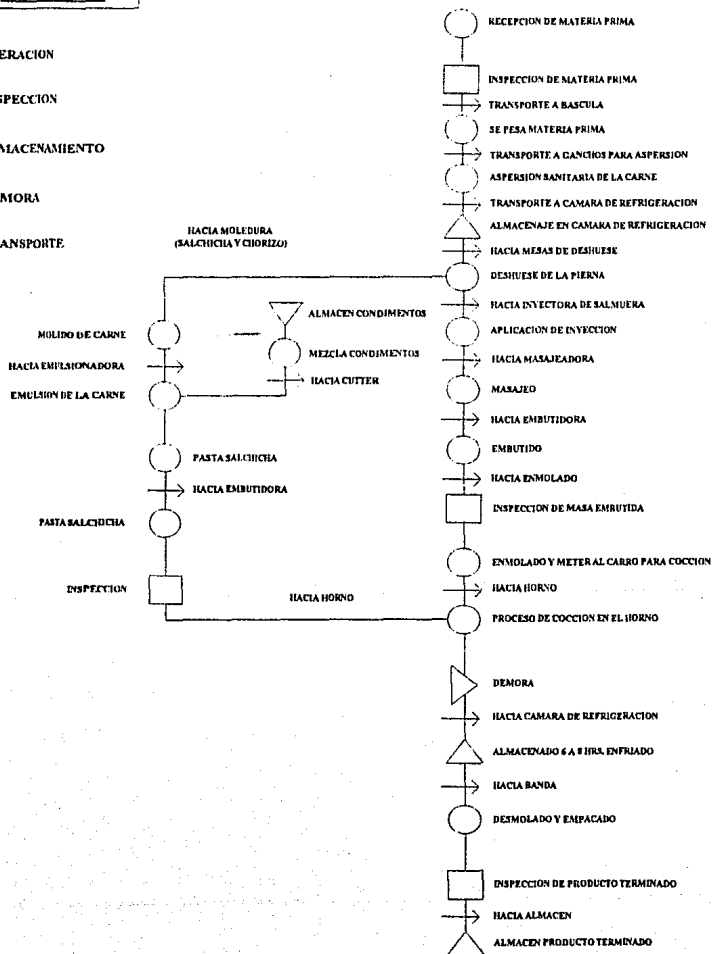 RECEPCION DE MATERIA PRIMA
ERACION
INSPECCION DE MATERIA PRIMA
SPECCION
TRANSPORTE A BASCULA
SE PESA MATERIA PRIMA
MACENAMIENTO
TRANSPORTE A GANCHOS PARA ASPERSION
ASPERSION SANITARIA DE LA CARNE
MORA
TRANSPORTE A CAMARA DE REFRIGERACION
ALMACENAJE EN CAMARA DE REFRIGERACION
ANSPORTE
HACIA MOLEDURA
(SALCHICHA Y CHORIZO)
HACIA MESAS DE DESHUESE
DESHUESE DE LA PIERNA
HACIA INYECTORA DE SALMUERA
ALMACEN CONDIMENTOS
APLICACION DE INYECCION
MOLIDO DE CARNE
MEZCLA CONDIMENTOS
HACIA MASAJEADORA
HACIA EMULSIONADORA
HACIA CUTTER
MASAJEO
EMULSION DE LA CARNE
HACIA EMBUTIDORA
EMBUTIDO
PASTA SALCHICHA
HACIA ENMOLADO
HACIA EMBUTIDORA
INSPECCION DE MASA EMBUTIDA
PASTA SALCHICHA
ENMOLADO Y METER AL CARRO PARA COCCION
INSPECCION
HACIA HORNO
HACIA HORNO
PROCESO DE COCCION EN EL HORNO
DEMORA
HACIA CAMARA DE REFRIGERACION
ALMACENADO 6 A 8 HRS. ENFRIADO
HACIA BANDA
DESMOLADO Y EMPACADO
INSPECCION DE PRODUCTO TERMINADO
HACIA ALMACEN
ALMACEN PRODUCTO TERMINADO